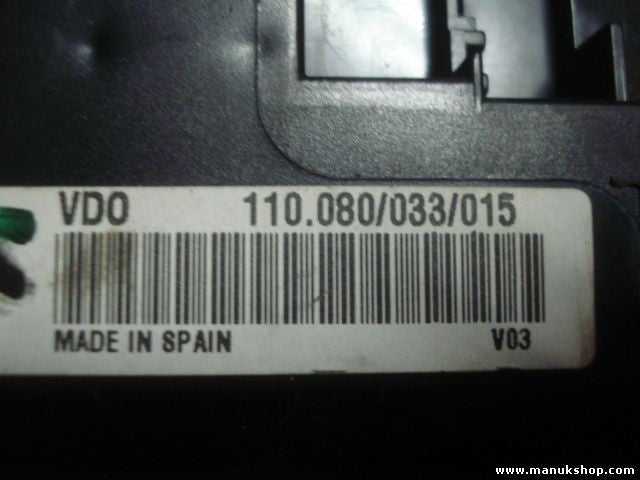 VDO 110.080/033/015
MADE IN SPAIN V03
www.manukshop.com